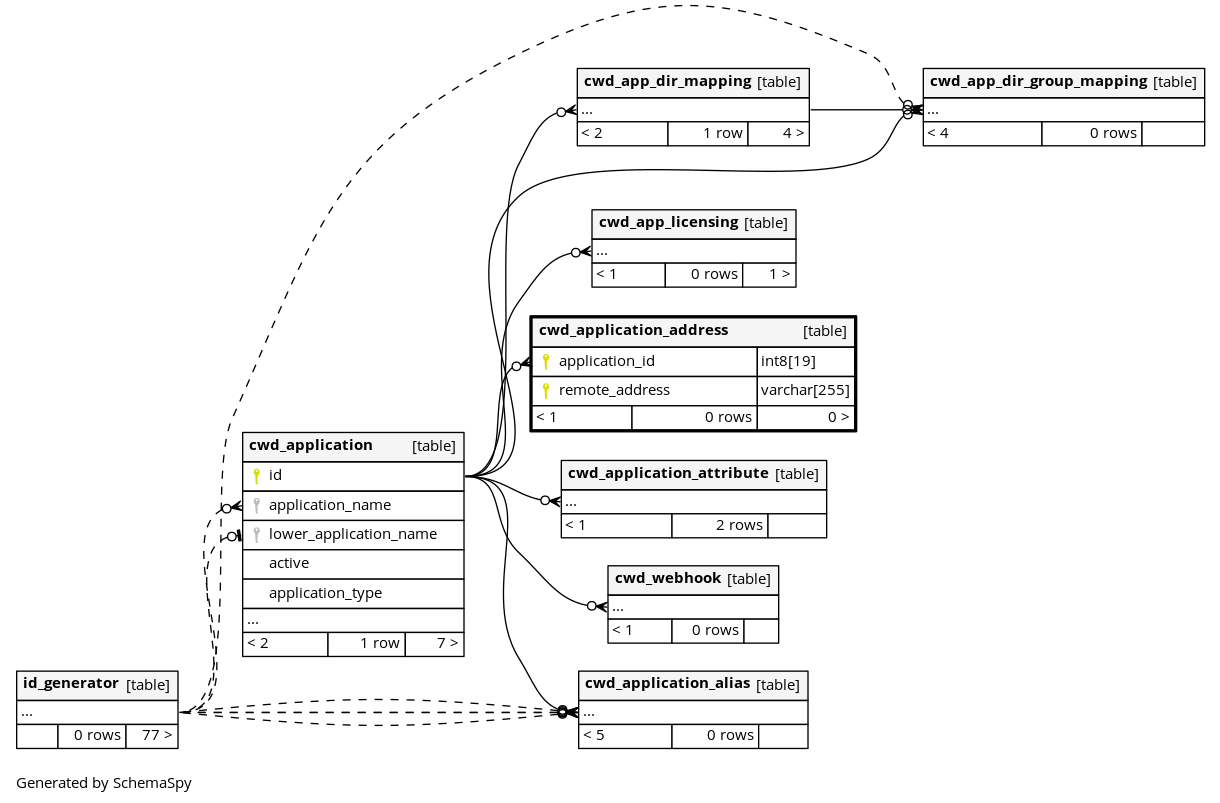 cwd_app_dir_mapping [table]
...
< 2 1 row 4 >
cwd_app_dir_group_mapping [table]
...
< 4 0 rows
cwd_app_licensing [table]
...
< 1 0 rows 1 >
cwd_application_address [table]
application_id int8[19]
remote_address varchar[255]
< 1 0 rows 0 >
cwd_application [table]
id
application_name
lower_application_name
active
application_type
...
< 2 1 row 7 >
cwd_application_attribute [table]
...
< 1 2 rows
cwd_webhook [table]
...
< 1 0 rows
id_generator [table]
...
0 rows 77 >
cwd_application_alias [table]
...
< 5 0 rows
Generated by SchemaSpy